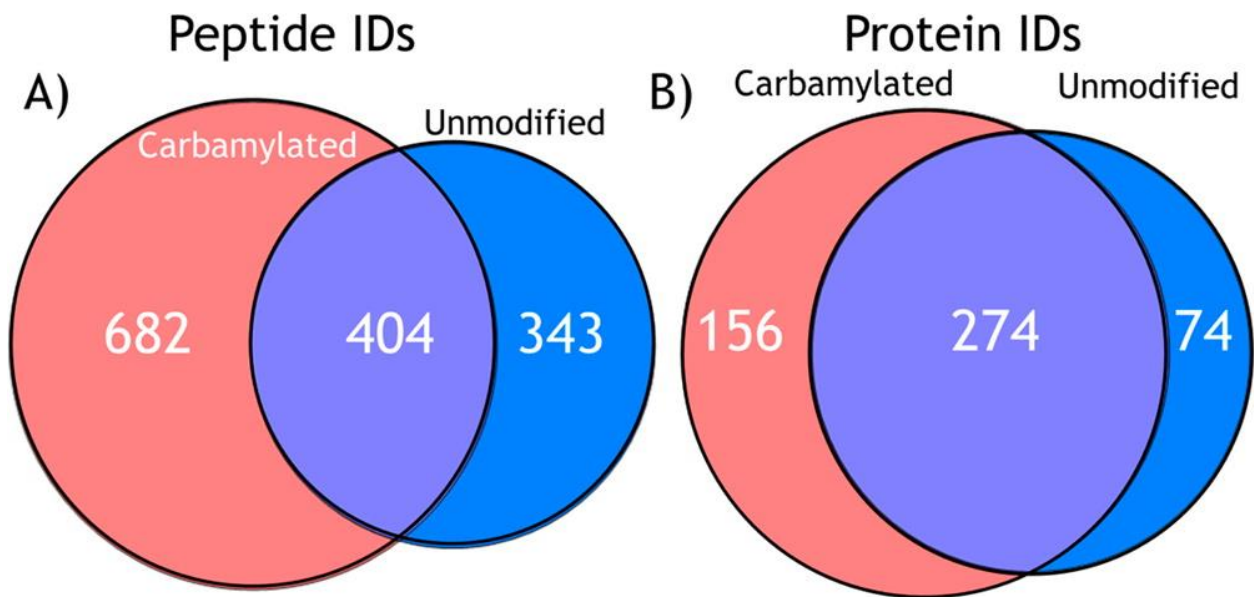 Peptide IDs
A)
Carbamylated
Unmodified
682
404
343
Protein IDs
B)
Carbamylated
Unmodified
156
274
74